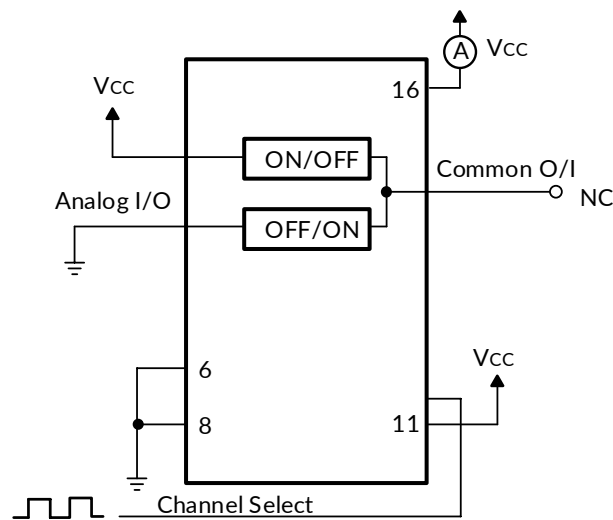 A
VCC
16
VCC
ON/OFF
Common O/I
Analog I/O
NC
OFF/ON
6
VCC
8
11
Channel Select